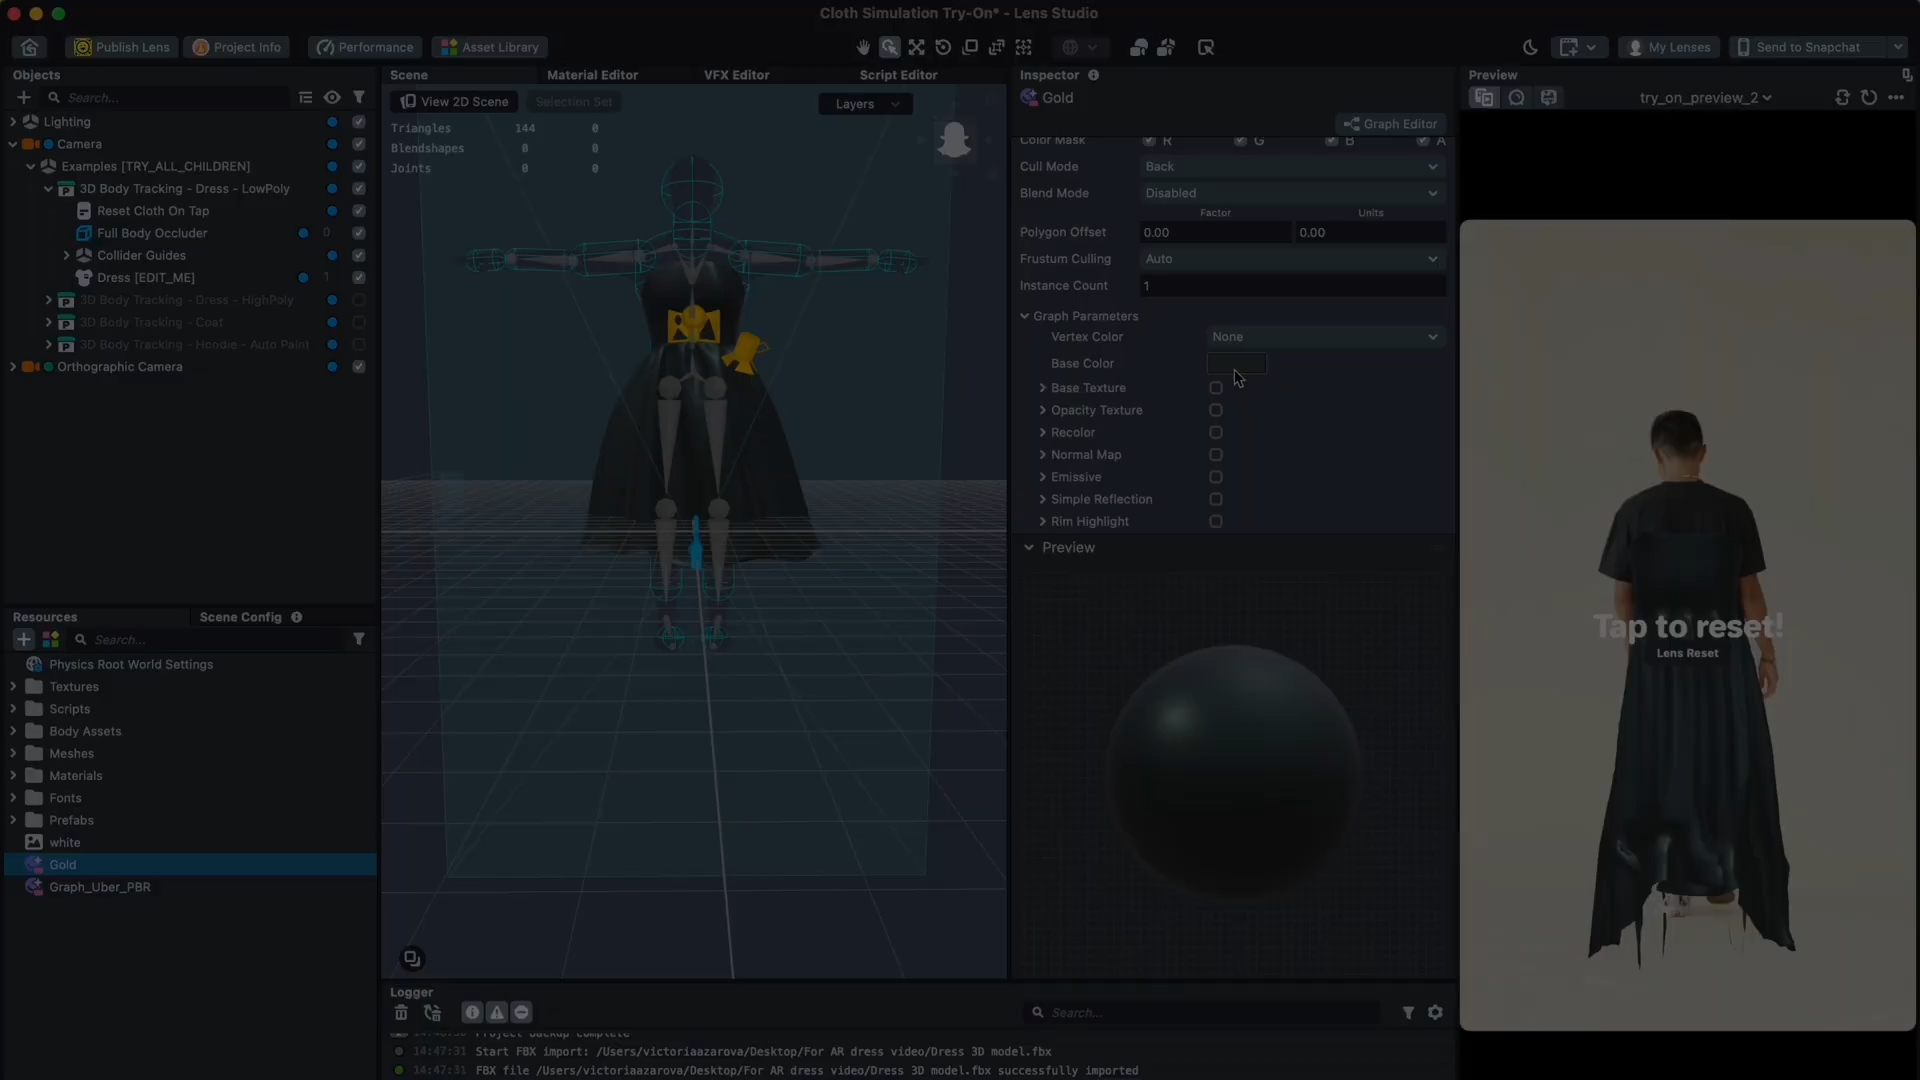 Cloth Simulation Try-On* - Lens Studio
Publish Lens
Project Info
Performance
Asset Library
My Lenses
Send to Snapchat
Objects
Search...
Lighting
Camera
Examples [TRY_ALL_CHILDREN]
3D Body Tracking - Dress - LowPoly
Reset Cloth On Tap
Full Body Occluder 0
Collider Guides
Dress [EDIT_ME] 1
3D Body Tracking - Dress - HighPoly
3D Body Tracking - Coat
3D Body Tracking - Hoodie - Auto Paint
Orthographic Camera
Resources
Scene Config
Search...
Physics Root World Settings
Textures
Scripts
Body Assets
Meshes
Materials
Fonts
Prefabs
white
Gold
Graph_Uber_PBR
Scene Material Editor VFX Editor Script Editor
View 2D Scene
Selection Set
Layers
Triangles 144 0
Blendshapes 0 0
Joints 0 0
Inspector
Gold
Graph Editor
Color Mask R G B A
Cull Mode Back
Blend Mode Disabled
Factor Units
Polygon Offset 0.00 0.00
Frustum Culling Auto
Instance Count 1
Graph Parameters
Vertex Color None
Base Color
Base Texture
Opacity Texture
Recolor
Normal Map
Emissive
Simple Reflection
Rim Highlight
Preview
Preview
try_on_preview_2
Tap to reset!
Lens Reset
Logger
Search...
Project backup complete
14:47:31 Start FBX import: /Users/victoriaazarova/Desktop/For AR dress video/Dress 3D model.fbx
14:47:31 FBX file /Users/victoriaazarova/Desktop/For AR dress video/Dress 3D model.fbx successfully imported